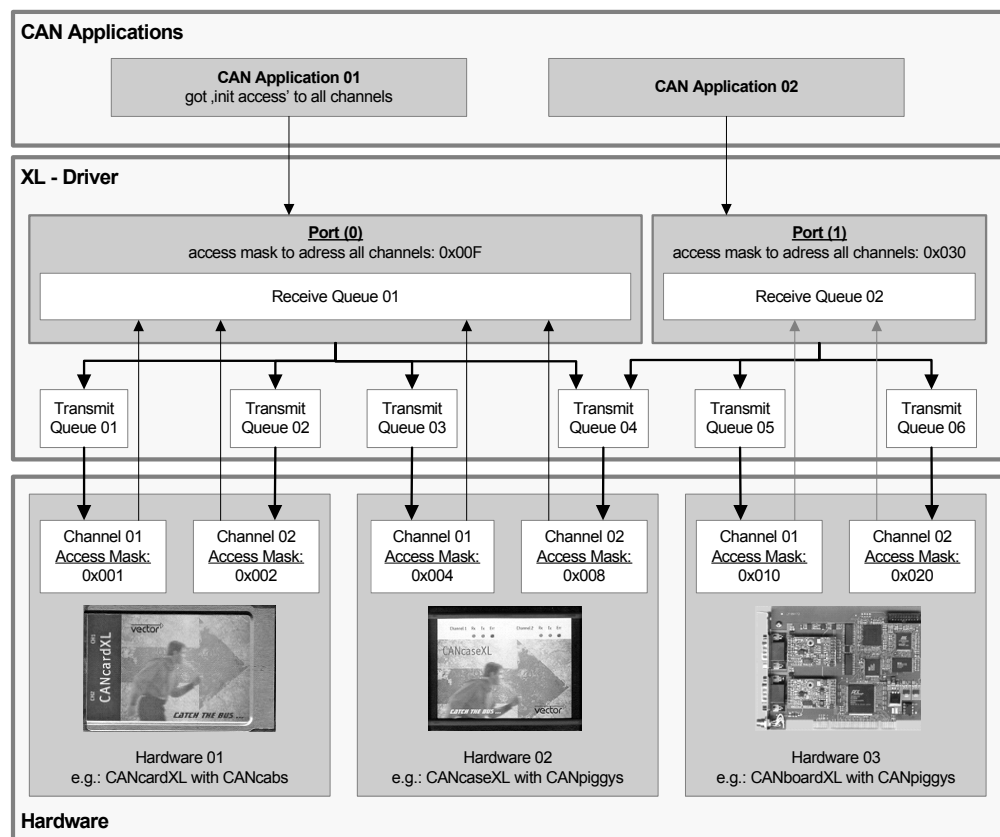 CAN Applications
CAN Application 01
got ‚init access’ to all channels
CAN Application 02
XL - Driver
Port (0)
access mask to adress all channels: 0x00F
Receive Queue 01
Port (1)
access mask to adress all channels: 0x030
Receive Queue 02
Transmit
Queue 01
Transmit
Queue 02
Transmit
Queue 03
Transmit
Queue 04
Transmit
Queue 05
Transmit
Queue 06
Channel 01
Access Mask:
0x001
Channel 02
Access Mask:
0x002
Channel 01
Access Mask:
0x004
Channel 02
Access Mask:
0x008
Channel 01
Access Mask:
0x010
Channel 02
Access Mask:
0x020
CH1
CH2
CANcardXL
vector
CATCH THE BUS ...
Channel 1
Channel 2
CANcaseXL
CATCH THE BUS ...
vector
Hardware 01
e.g.: CANcardXL with CANcabs
Hardware 02
e.g.: CANcaseXL with CANpiggys
Hardware 03
e.g.: CANboardXL with CANpiggys
Hardware